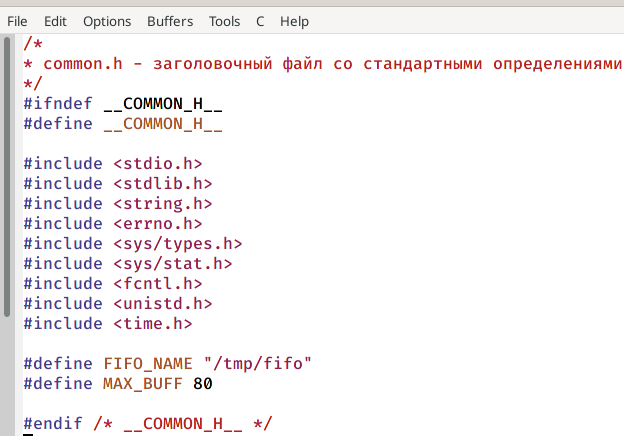 File Edit Options Buffers Tools C Help
/*
* common.h - заголовочный файл со стандартными определениями
*/
#ifndef __COMMON_H__
#define __COMMON_H__
#include <stdio.h>
#include <stdlib.h>
#include <string.h>
#include <errno.h>
#include <sys/types.h>
#include <sys/stat.h>
#include <fcntl.h>
#include <unistd.h>
#include <time.h>
#define FIFO_NAME "/tmp/fifo"
#define MAX_BUFF 80
#endif /* __COMMON_H__ */